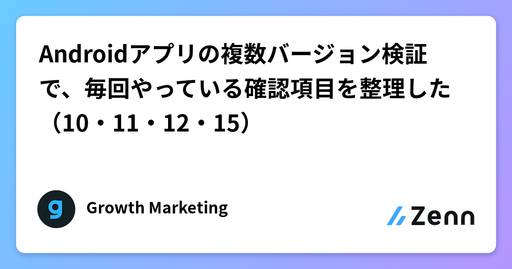 Androidアプリの複数バージョン検証
で、毎回やっている確認項目を整理した
（10・11・12・15）
g
Growth Marketing
Zenn